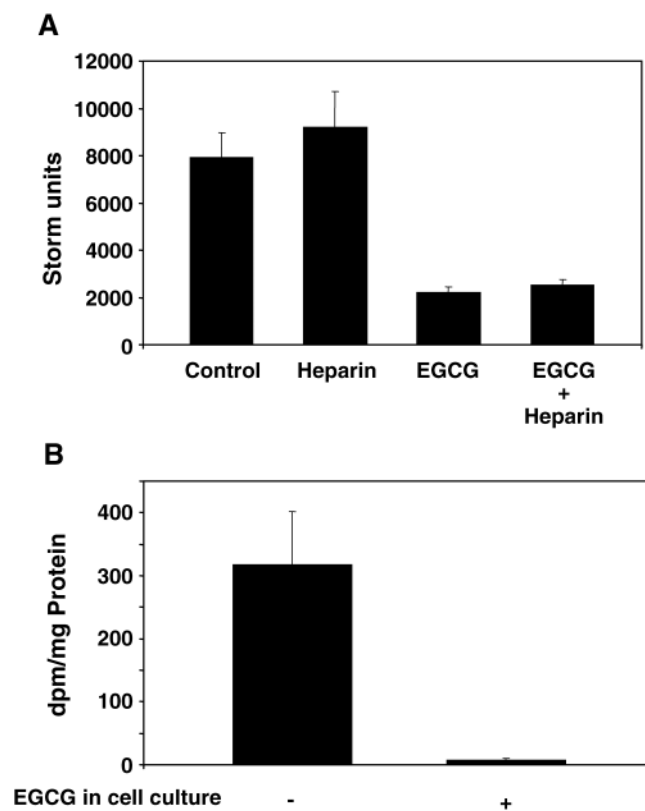 A
12000
10000
8000
6000
4000
2000
0
Storm units
Control Heparin EGCG EGCG
+
Heparin
B
400
300
200
100
0
dpm/mg Protein
EGCG in cell culture - +